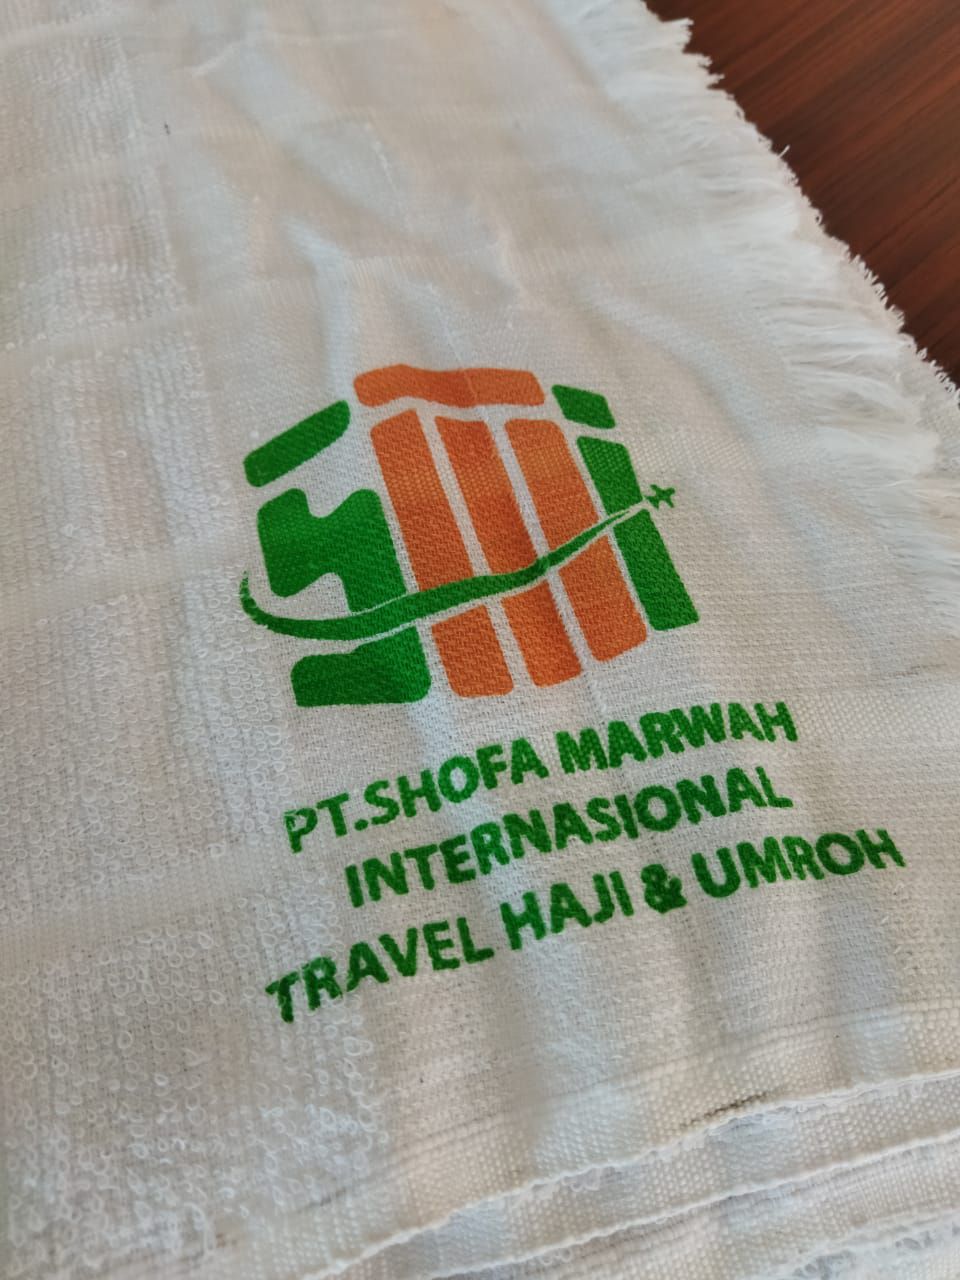 PT.SHOFA MARWAH
INTERNASIONAL
TRAVEL HAJI & UMROH